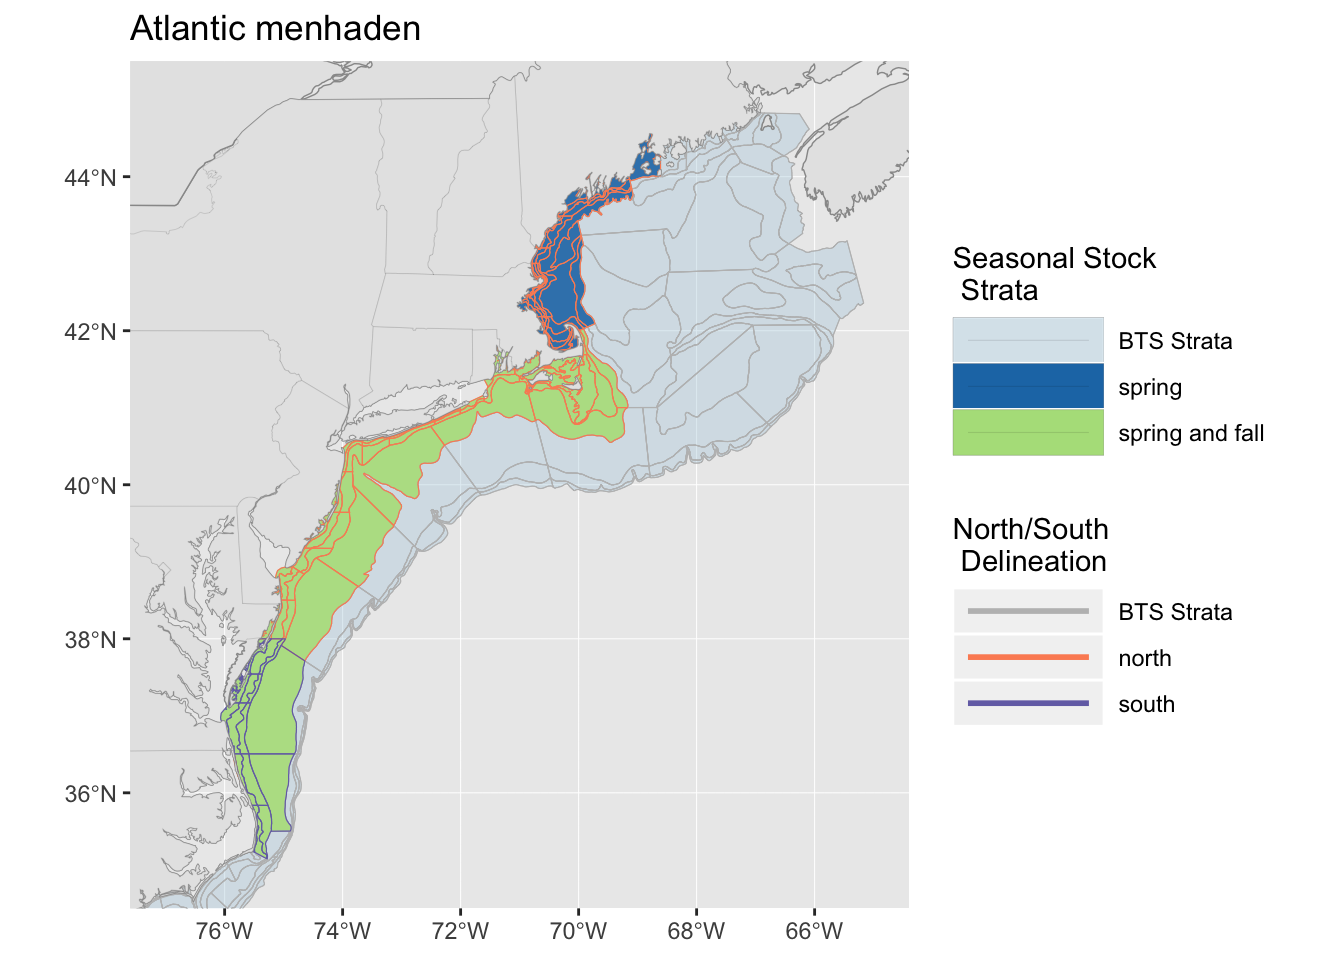 Atlantic menhaden
44°N
42°N
40°N
38°N
36°N
76°W
74°W
72°W
70°W
68°W
66°W
Seasonal Stock
Strata
BTS Strata
spring
spring and fall
North/South
Delineation
BTS Strata
north
south